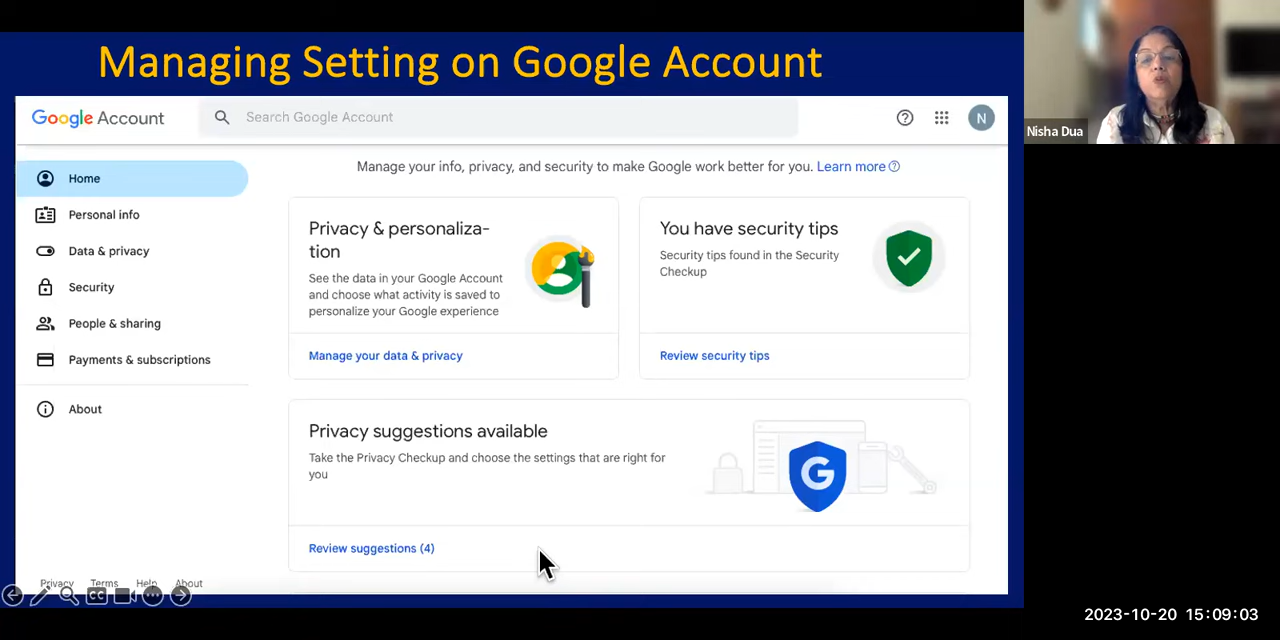 Managing Setting on Google Account
Google Account
Search Google Account
N
Nisha Dua
Manage your info, privacy, and security to make Google work better for you. Learn more
Home
Personal info
Data & privacy
Security
People & sharing
Payments & subscriptions
About
Privacy & personaliza-
tion
See the data in your Google Account
and choose what activity is saved to
personalize your Google experience
Manage your data & privacy
You have security tips
Security tips found in the Security
Checkup
Review security tips
Privacy suggestions available
Take the Privacy Checkup and choose the settings that are right for
you
G
Review suggestions (4)
Privacy Terms Help About
CC
2023-10-20 15:09:03